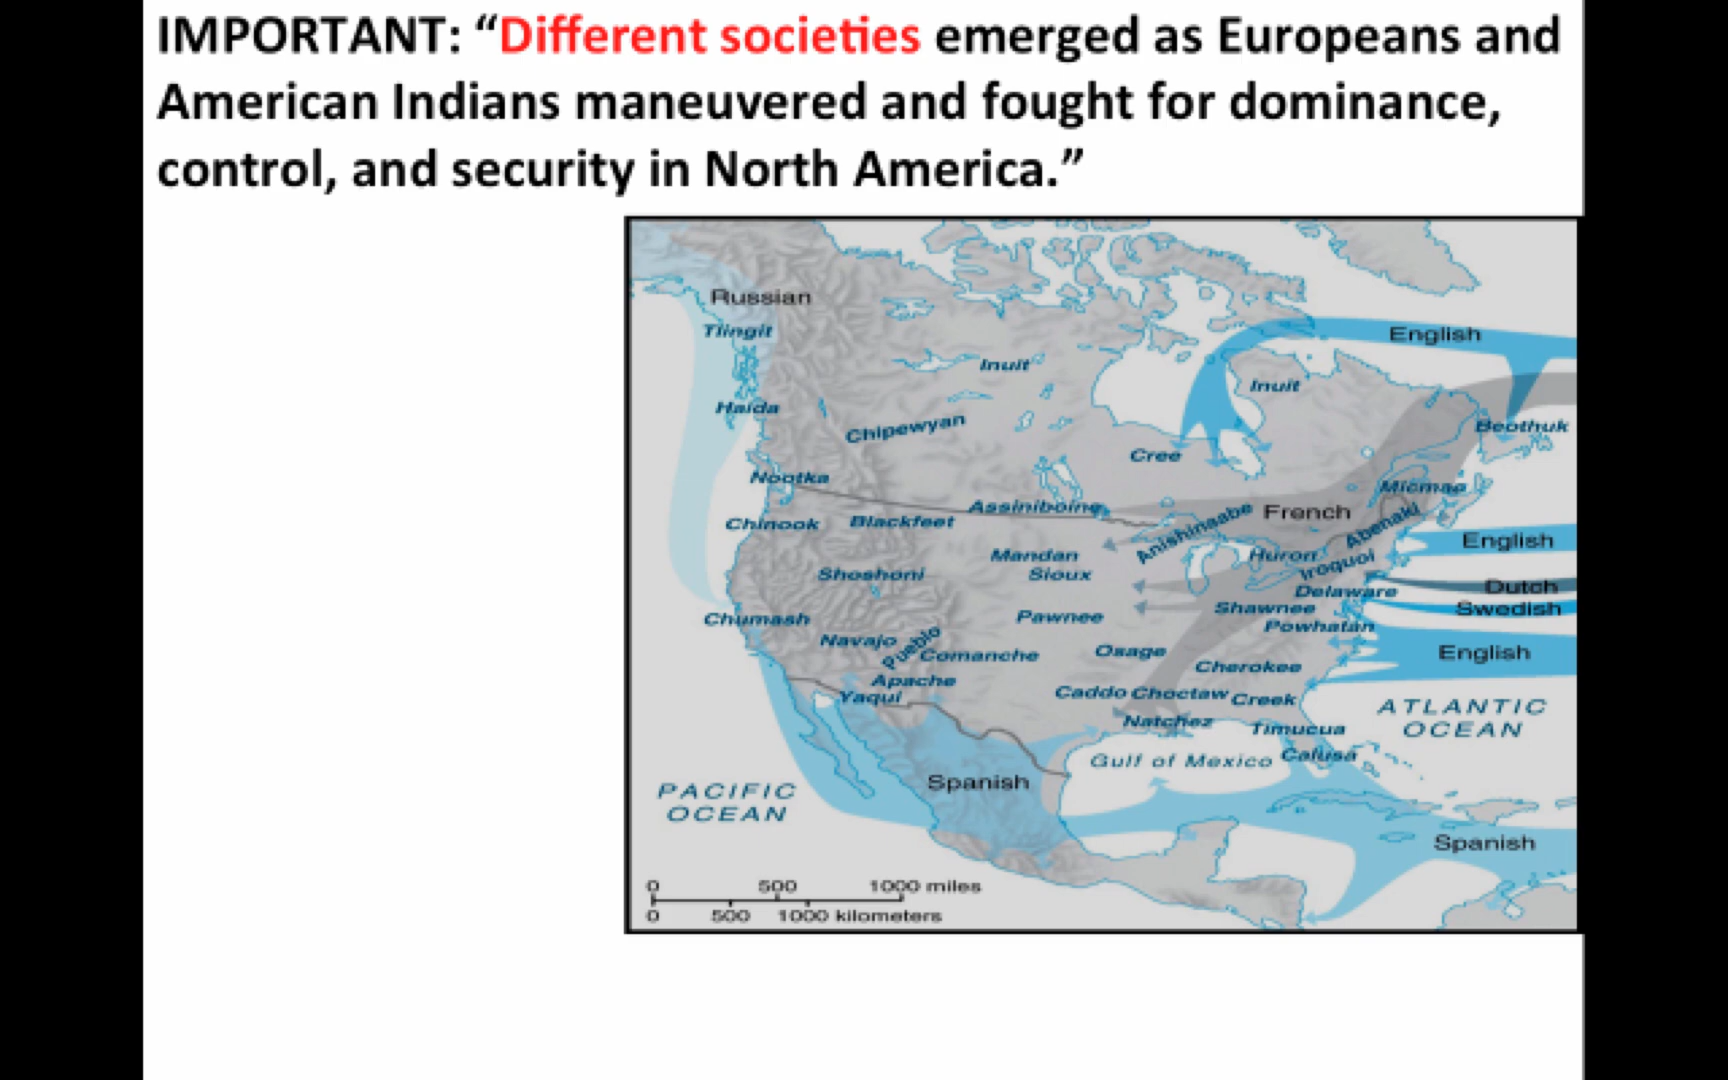 IMPORTANT: “Different societies emerged as Europeans and
American Indians maneuvered and fought for dominance,
control, and security in North America.”
Russian
Tlingit
English
Inuit
Inuit
Haida
Chipewyan
Beothuk
Cree
Nootka
Micmac
Assiniboine
Anishinaabe
French
Abenaki
Chinook
Blackfeet
English
Mandan
Huron
Iroquoi
Shoshoni
Sioux
Dutch
Delaware
Swedish
Shawnee
Chumash
Pawnee
Powhatan
Navajo
Pueblo
Comanche
Osage
English
Cherokee
Apache
Yaqui
Caddo
Choctaw
Creek
ATLANTIC
OCEAN
Natchez
Timucua
Calusa
Gulf of Mexico
Spanish
PACIFIC
OCEAN
Spanish
0 500 1000 miles
0 500 1000 kilometers